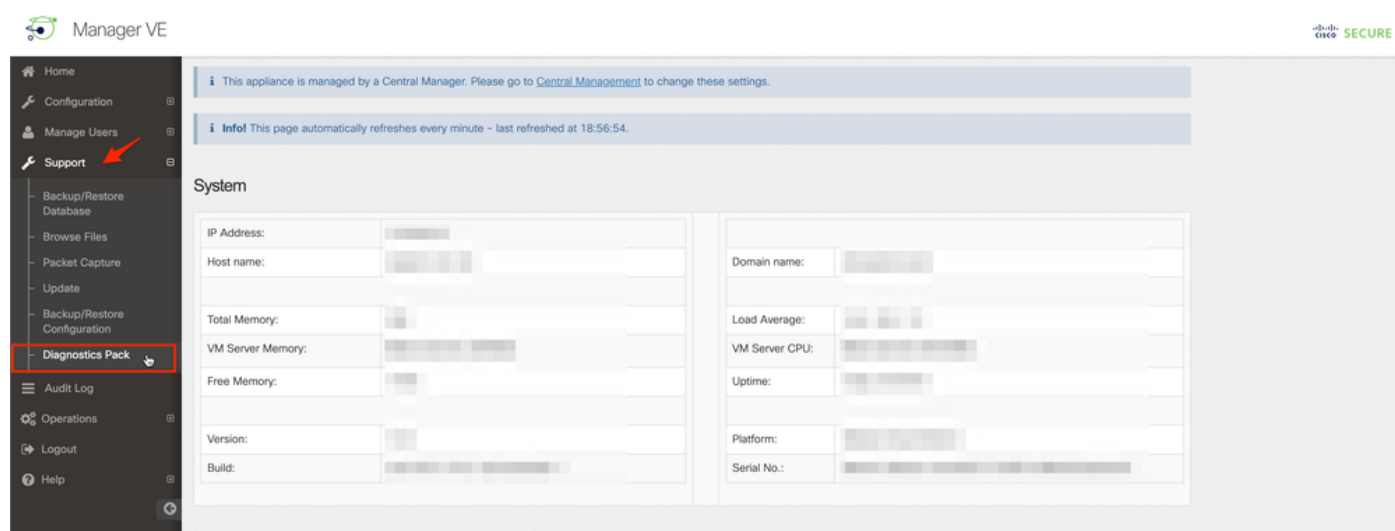 Manager VE
cisco SECURE
Home
Configuration
Manage Users
Support
Backup/Restore
Database
Browse Files
Packet Capture
Update
Backup/Restore
Configuration
Diagnostics Pack
Audit Log
Operations
Logout
Help
i This appliance is managed by a Central Manager. Please go to Central Management to change these settings.
i Info! This page automatically refreshes every minute - last refreshed at 18:56:54.
System
IP Address:
Host name:
Domain name:
Total Memory:
Load Average:
VM Server Memory:
VM Server CPU:
Free Memory:
Uptime:
Version:
Platform:
Build:
Serial No.: